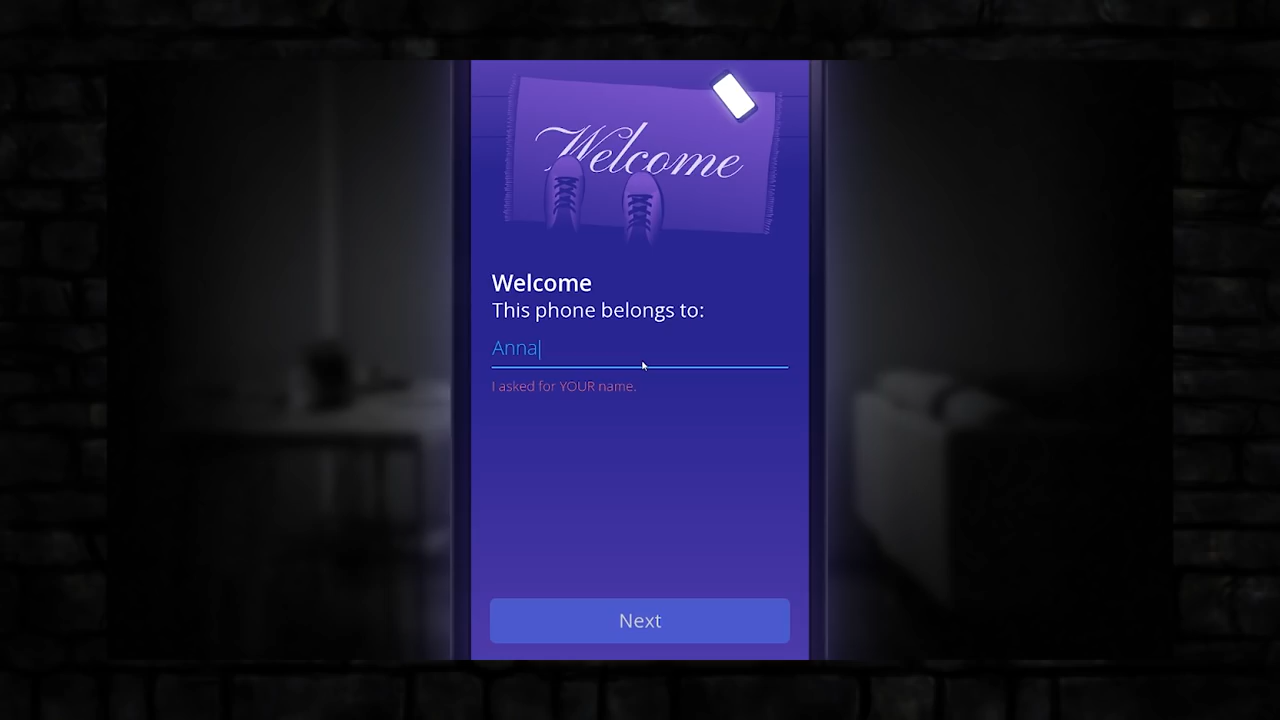 Welcome
Welcome
This phone belongs to:
Anna
I asked for YOUR name.
Next